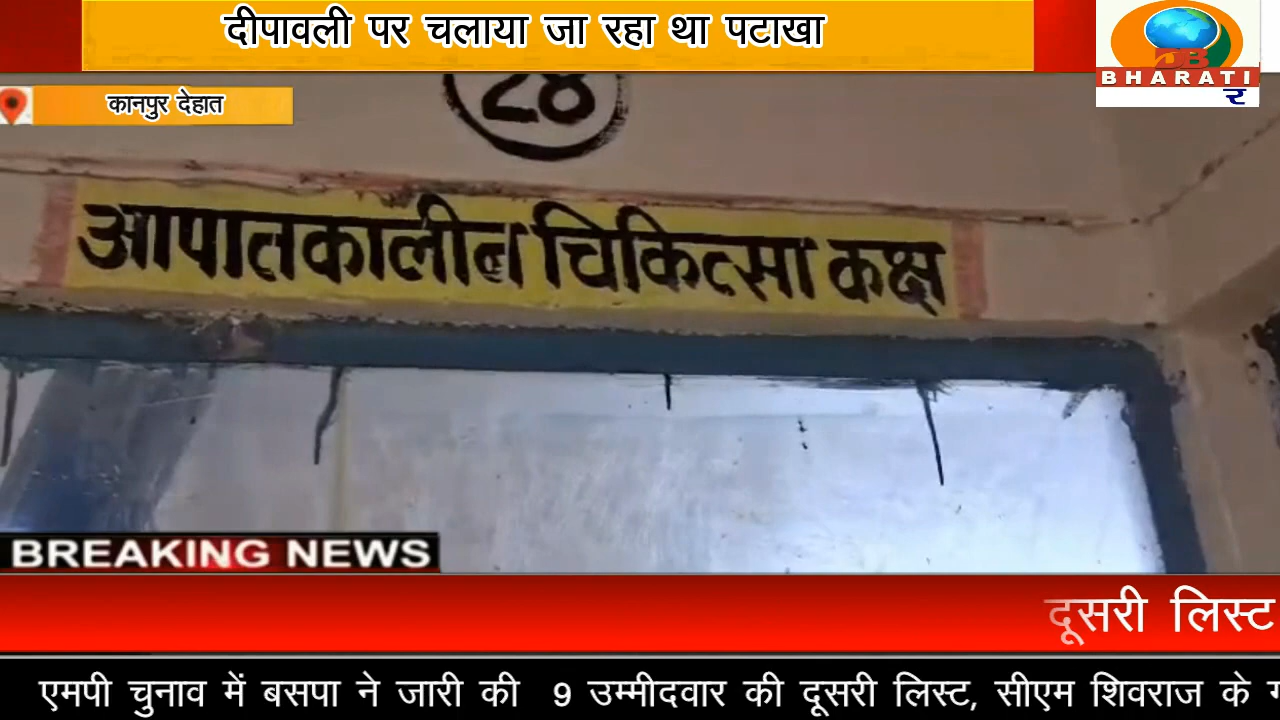 दीपावली पर चलाया जा रहा था पटाखा
DB
BHARATI
र
कानपुर देहात
28
आपातकालीन चिकित्सा कक्ष
BREAKING NEWS
दूसरी लिस्ट
एमपी चुनाव में बसपा ने जारी की 9 उम्मीदवार की दूसरी लिस्ट, सीएम शिवराज के